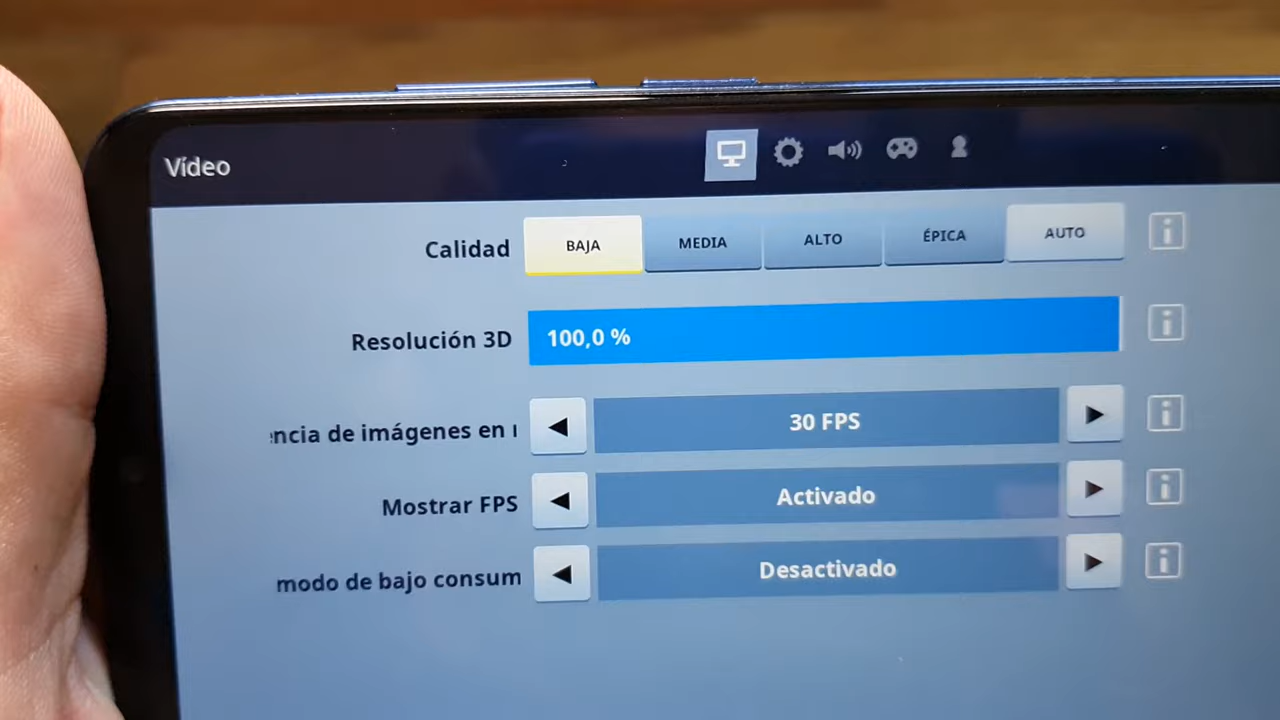 Vídeo
Calidad BAJA MEDIA ALTO ÉPICA AUTO
Resolución 3D 100,0 %
ncia de imágenes en 30 FPS
Mostrar FPS Activado
modo de bajo consum Desactivado